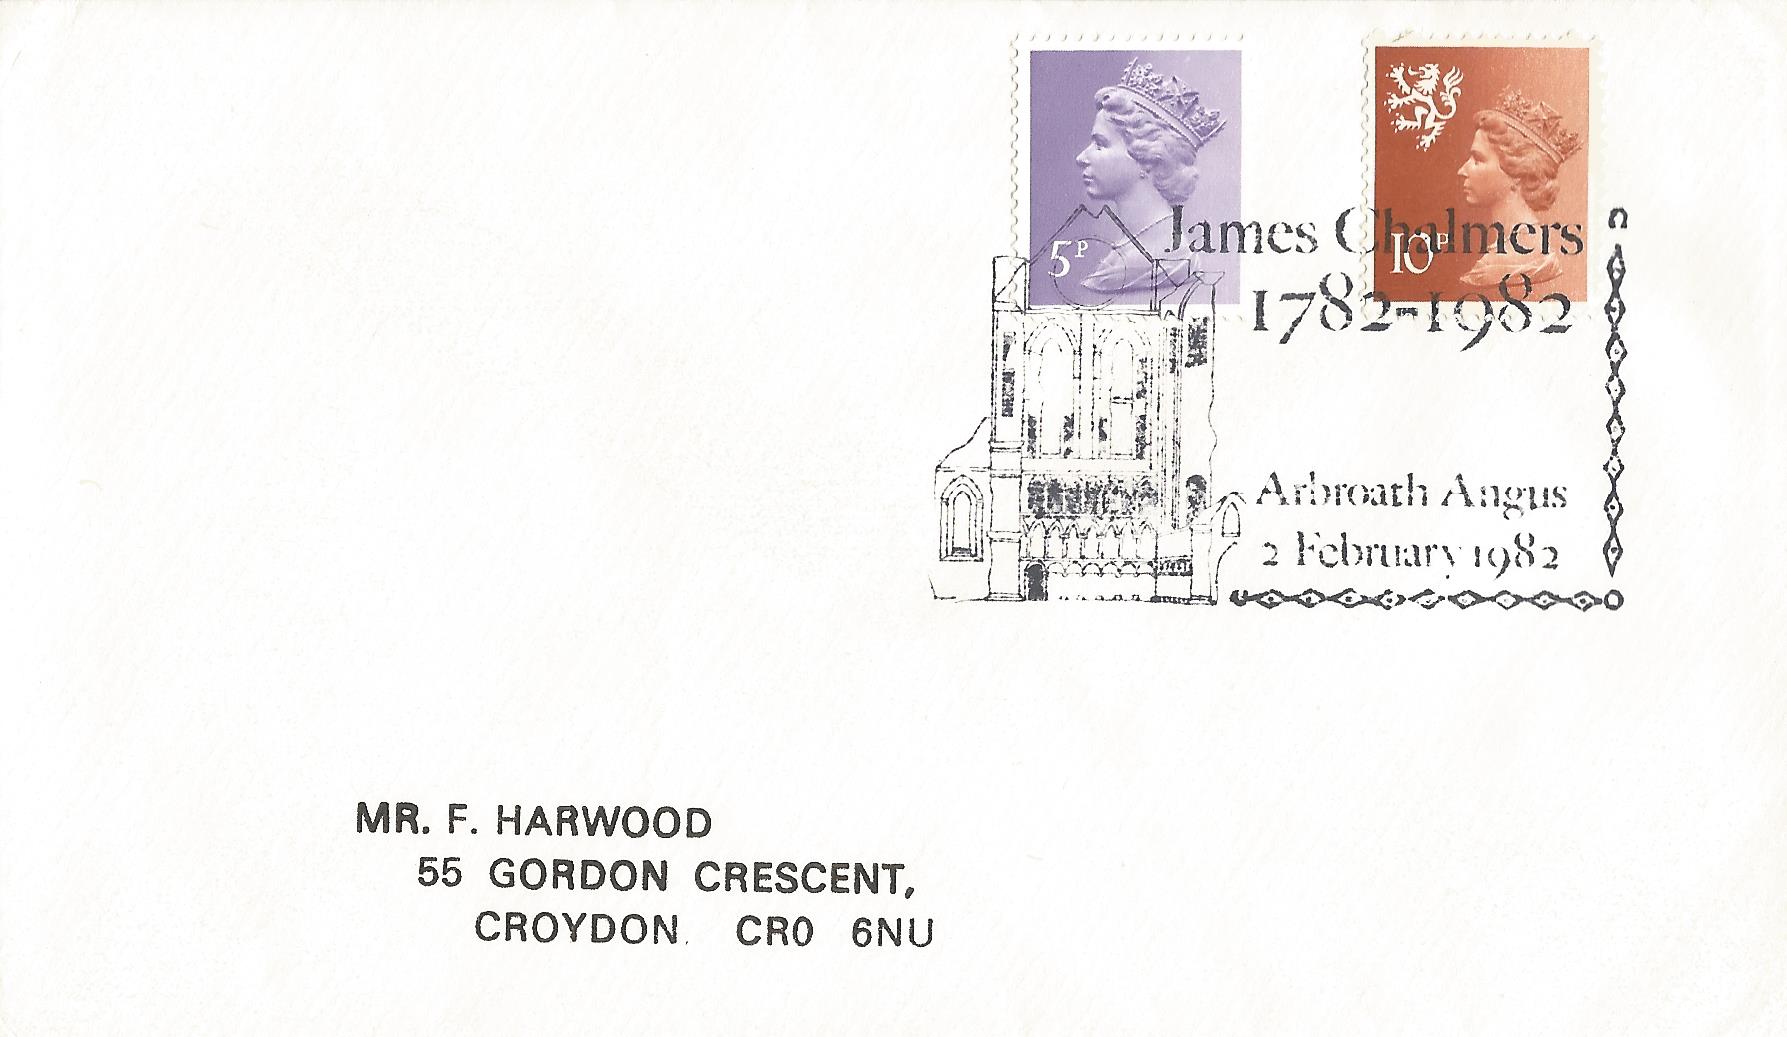 5P
10P
James Chalmers
1782-1982
Arbroath Angus
2 February 1982
MR. F. HARWOOD
55 GORDON CRESCENT,
CROYDON. CR0 6NU